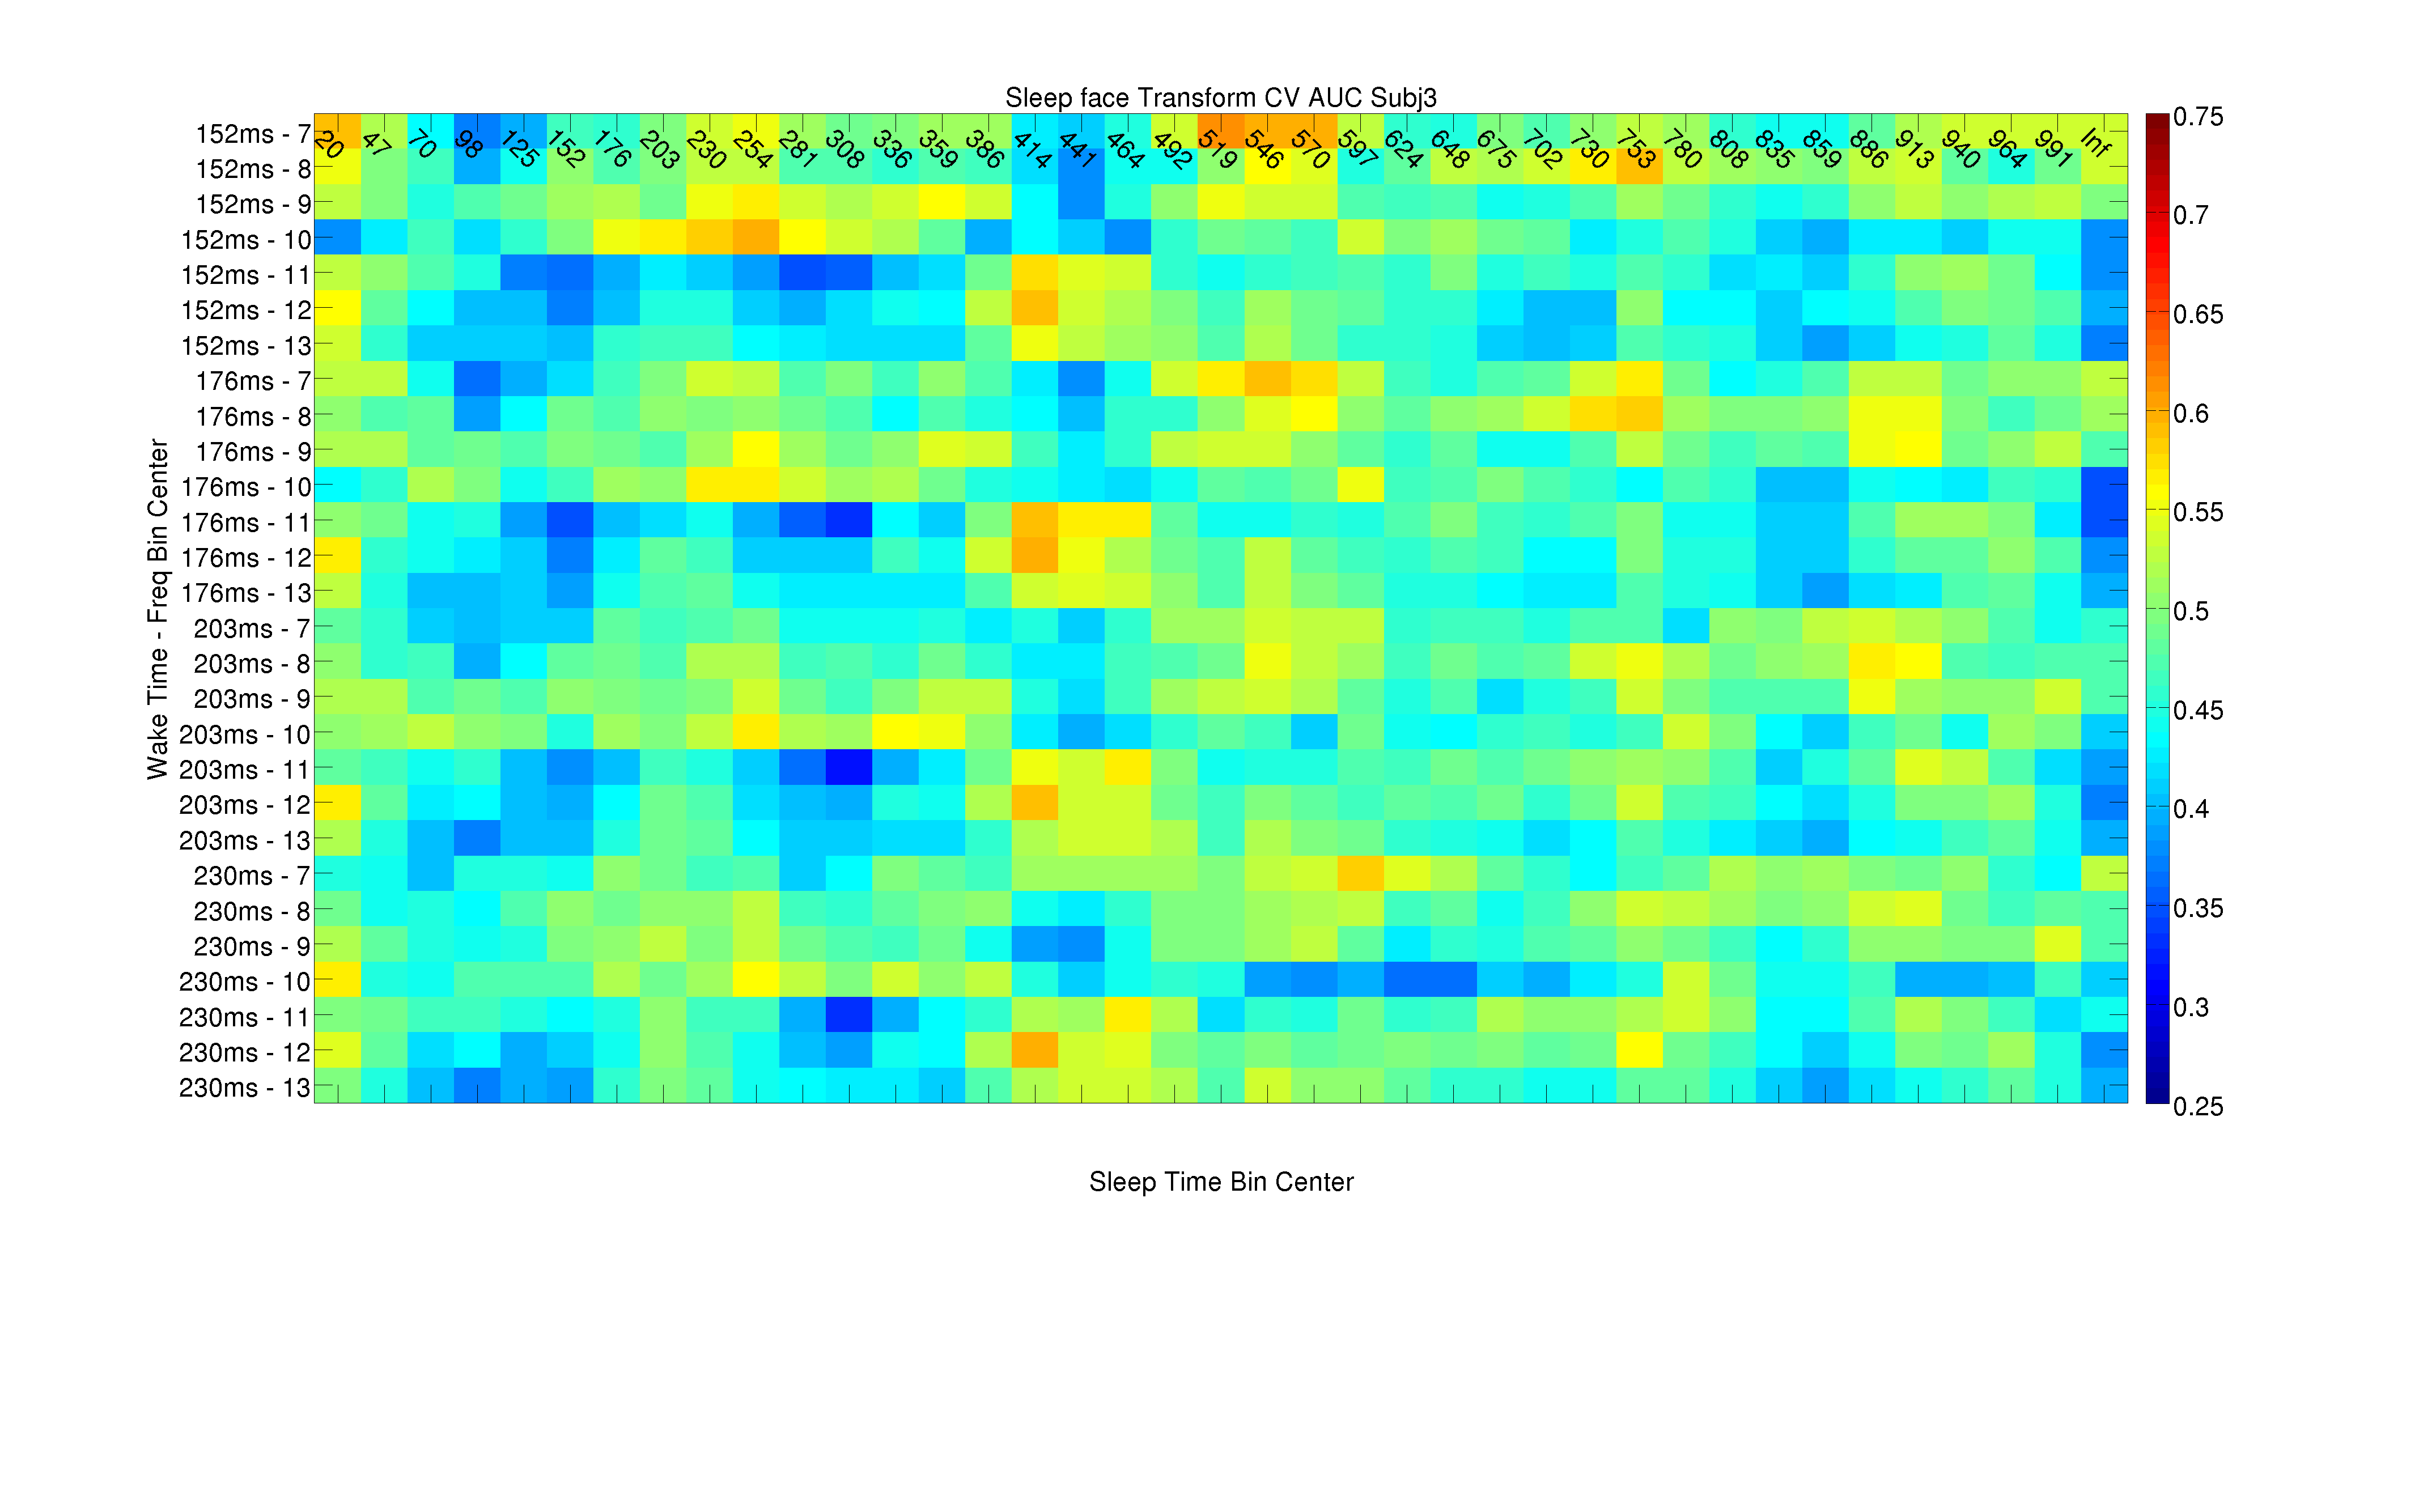 Sleep face Transform CV AUC Subj3
20 47 70 98 125 152 176 203 230 254 281 308 336 359 386 414 441 464 492 519 546 570 597 624 648 675 702 730 753 780 808 835 859 886 913 940 964 991 Inf
152ms - 7
152ms - 8
152ms - 9
152ms - 10
152ms - 11
152ms - 12
152ms - 13
176ms - 7
176ms - 8
176ms - 9
176ms - 10
176ms - 11
176ms - 12
176ms - 13
203ms - 7
203ms - 8
203ms - 9
203ms - 10
203ms - 11
203ms - 12
203ms - 13
230ms - 7
230ms - 8
230ms - 9
230ms - 10
230ms - 11
230ms - 12
230ms - 13
Wake Time - Freq Bin Center
0.75
0.7
0.65
0.6
0.55
0.5
0.45
0.4
0.35
0.3
0.25
Sleep Time Bin Center